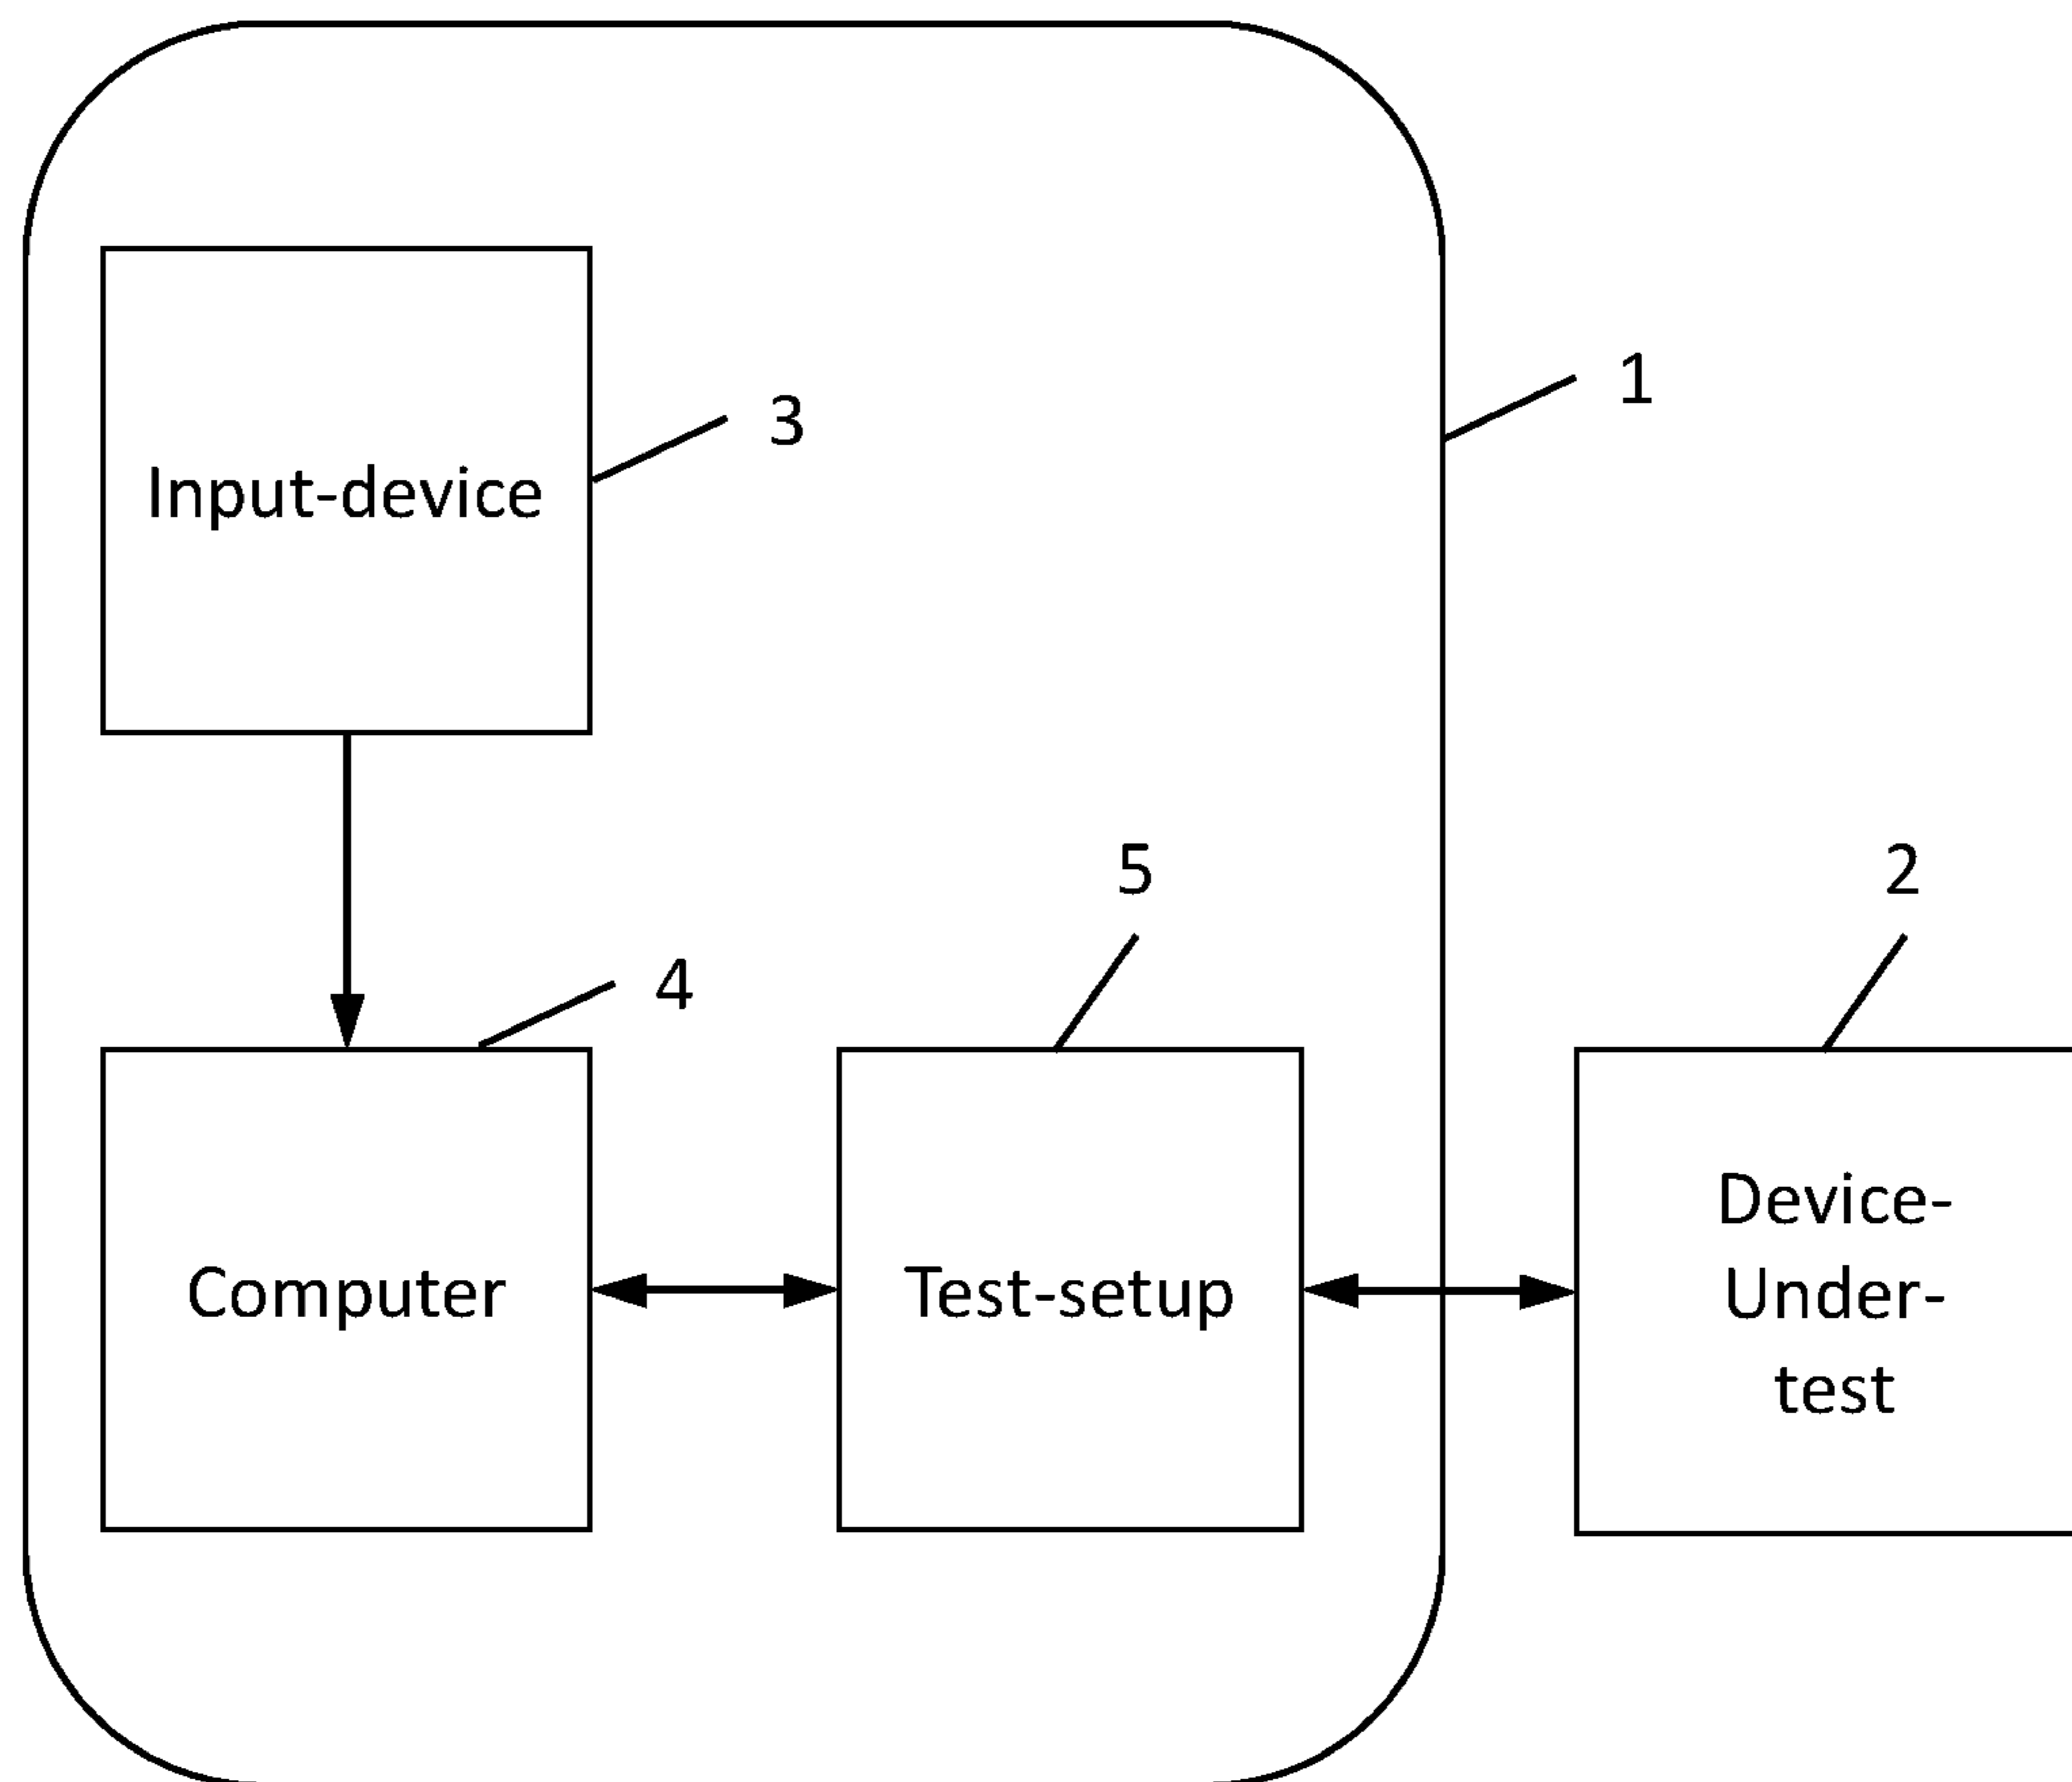 1
3
Input-device
5
2
4
Computer
Test-setup
Device-
Under-
test